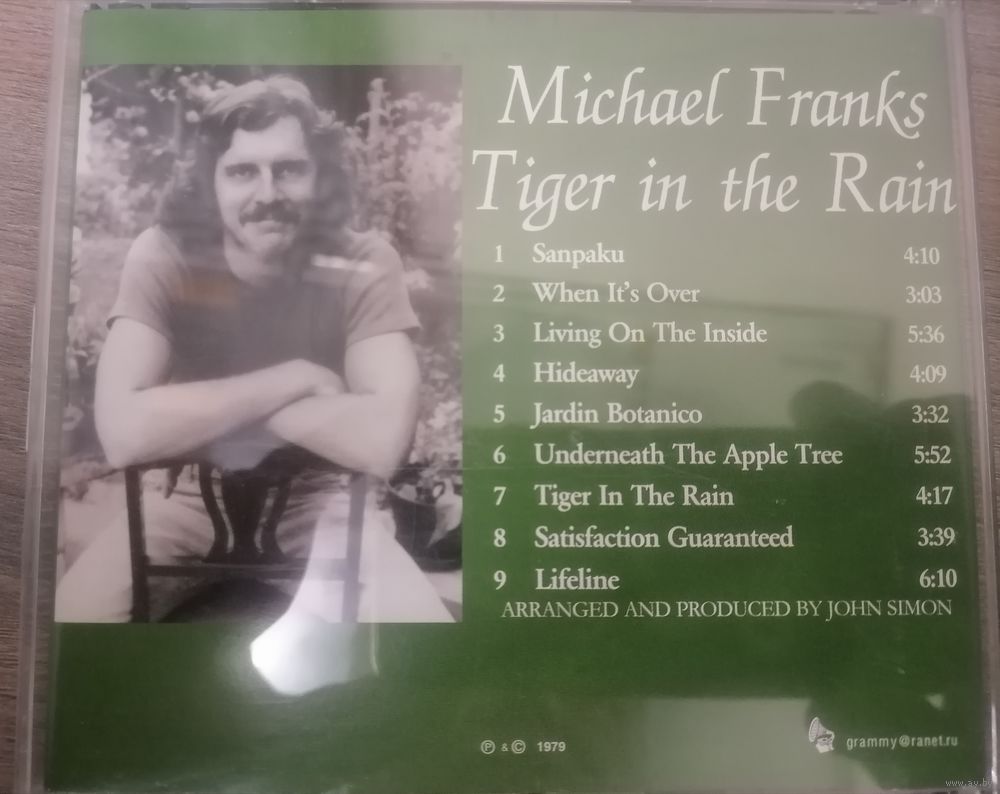 Michael Franks
Tiger in the Rain
1 Sanpaku 4:10
2 When It's Over 3:03
3 Living On The Inside 5:36
4 Hideaway 4:09
5 Jardin Botanico 3:32
6 Underneath The Apple Tree 5:52
7 Tiger In The Rain 4:17
8 Satisfaction Guaranteed 3:39
9 Lifeline 6:10
ARRANGED AND PRODUCED BY JOHN SIMON
℗ & © 1979
grammy@ranet.ru
www.ay.by